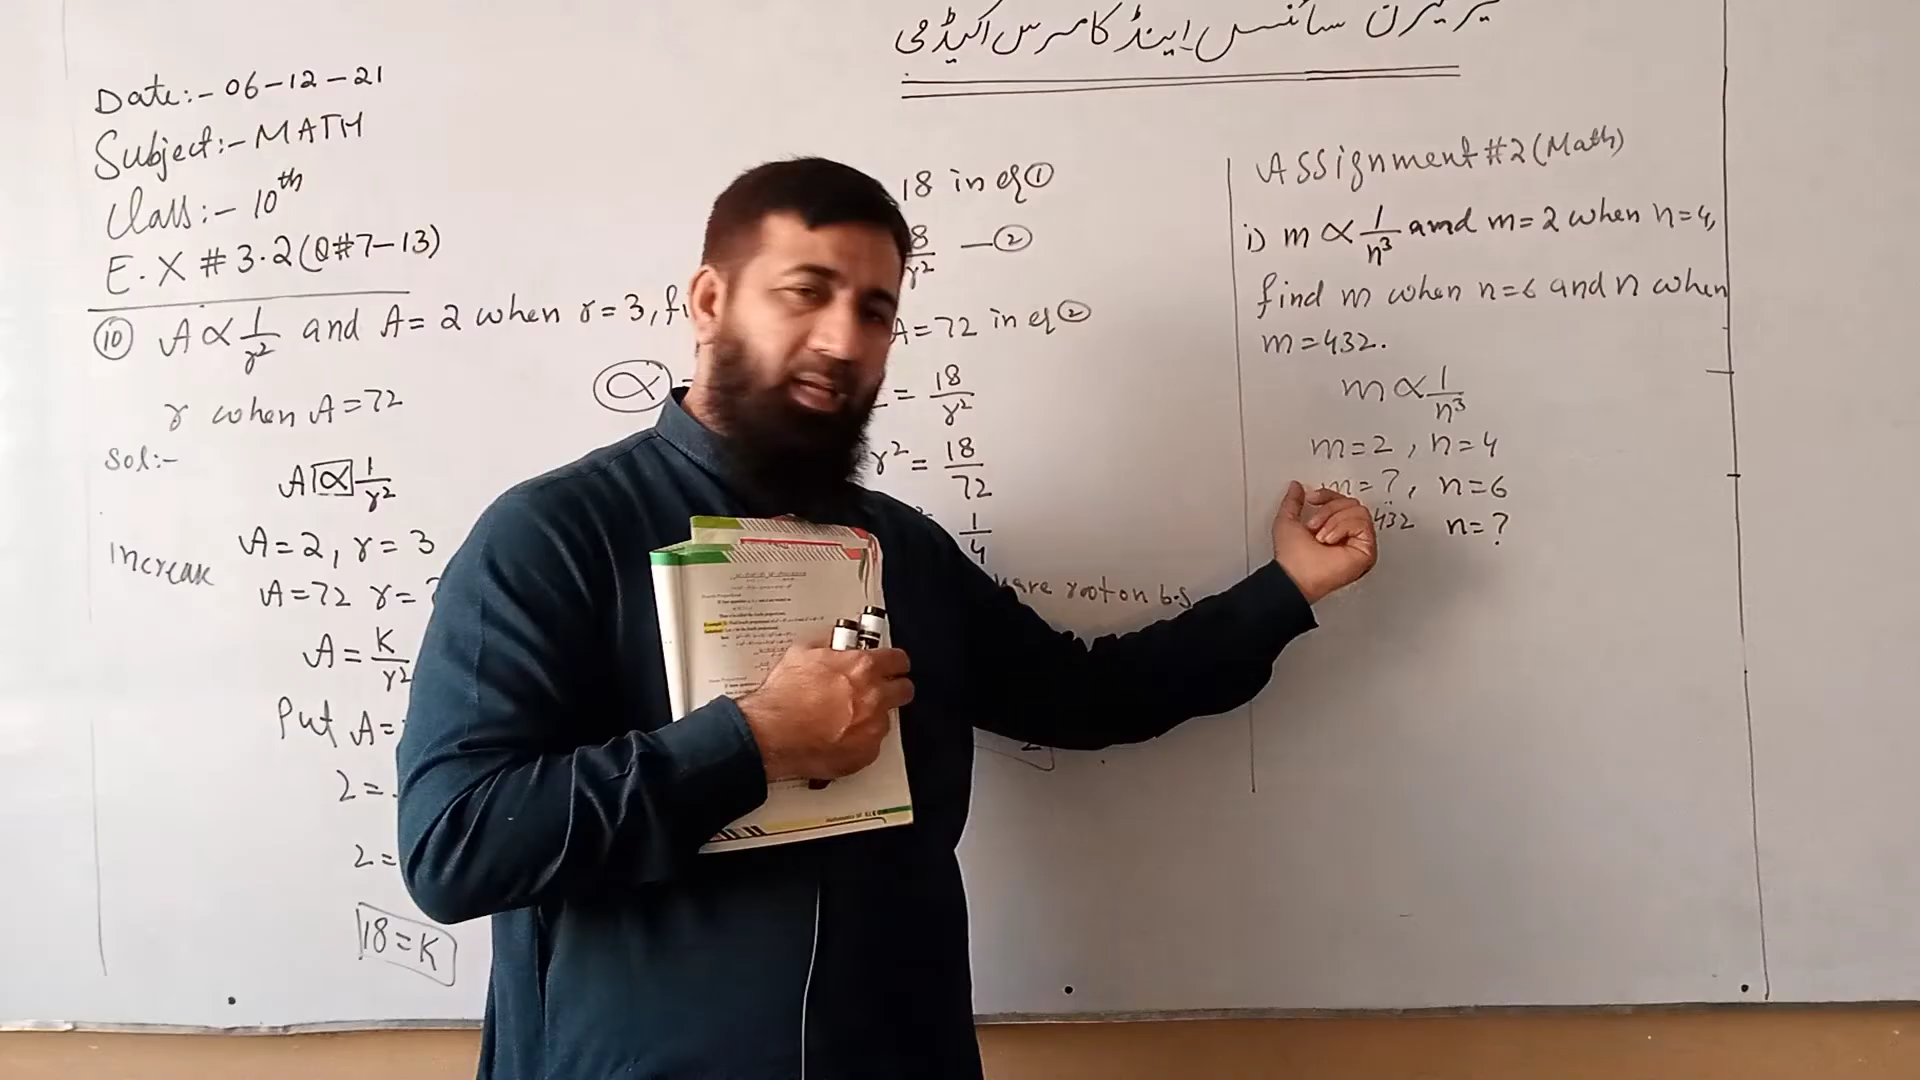 سائنس اینڈ کامرس اکیڈمی
Date:- 06-12-21
Subject:- MATH
Class:- 10th
E.X # 3.2 (Q#7-13)
(10) A ∝ 1/r² and A = 2 when r = 3, fi
r when A = 72
Sol:-
A ∝ 1/r²
A = 2, r = 3
Increase
A = 72 r = ?
A = K/r²
Put A =
2 =
2 =
18 = K
∝
18 in eq ①
8/r² — ②
A = 72 in eq ②
= 18/r²
r² = 18/72
1/4
are root on b.s
Assignment #2 (Math)
i) m ∝ 1/n³ and m = 2 when n = 4,
find m when n = 6 and n when
m = 432.
m ∝ 1/n³
m = 2 , n = 4
m = ? , n = 6
432 n = ?